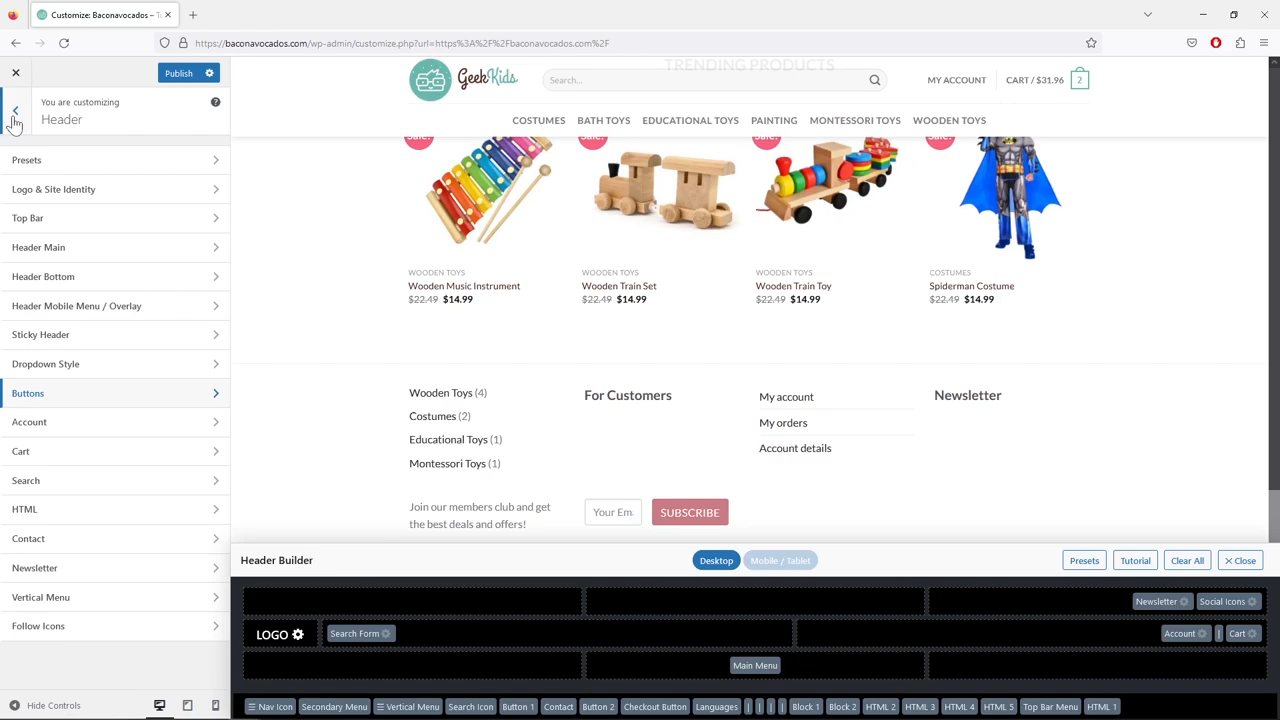 Customize: Baconavocados – To
https://baconavocados.com/wp-admin/customize.php?url=https%3A%2F%2Fbaconavocados.com%2F
Publish
You are customizing
Header
Presets
Logo & Site Identity
Top Bar
Header Main
Header Bottom
Header Mobile Menu / Overlay
Sticky Header
Dropdown Style
Buttons
Account
Cart
Search
HTML
Contact
Newsletter
Vertical Menu
Follow Icons
Hide Controls
TRENDING PRODUCTS
GeekKids
Search...
MY ACCOUNT
CART / $31.96
2
COSTUMES BATH TOYS EDUCATIONAL TOYS PAINTING MONTESSORI TOYS WOODEN TOYS
Sale! Sale! Sale! Sale!
WOODEN TOYS WOODEN TOYS WOODEN TOYS COSTUMES
Wooden Music Instrument Wooden Train Set Wooden Train Toy Spiderman Costume
$22.49 $14.99 $22.49 $14.99 $22.49 $14.99 $22.49 $14.99
Wooden Toys (4)
Costumes (2)
Educational Toys (1)
Montessori Toys (1)
For Customers
My account
My orders
Account details
Newsletter
Join our members club and get
the best deals and offers!
Your Em
SUBSCRIBE
Header Builder
Desktop
Mobile / Tablet
Presets
Tutorial
Clear All
✕ Close
Newsletter Social Icons
LOGO Search Form Account | Cart
Main Menu
☰ Nav Icon Secondary Menu ☰ Vertical Menu Search Icon Button 1 Contact Button 2 Checkout Button Languages | | | | Block 1 Block 2 HTML 2 HTML 3 HTML 4 HTML 5 Top Bar Menu HTML 1